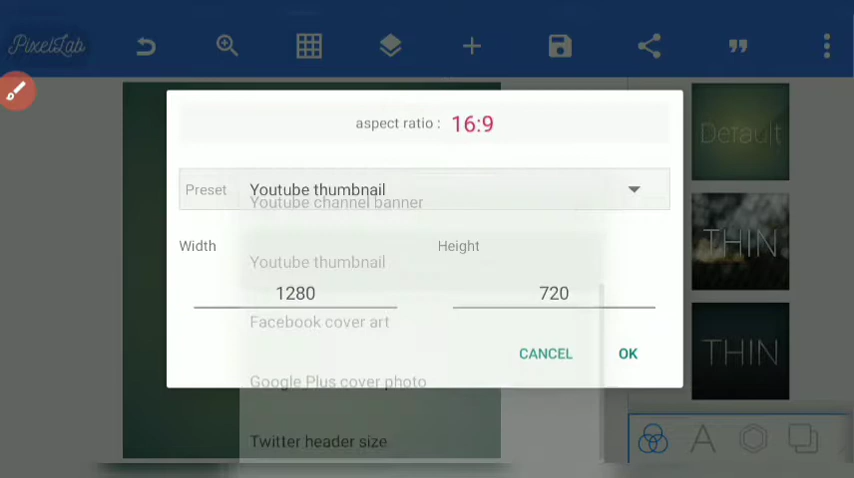 PixelLab
aspect ratio : 16:9
Preset Youtube thumbnail
Youtube channel banner
Width Height
Youtube thumbnail
1280 720
Facebook cover art
CANCEL OK
Google Plus cover photo
Twitter header size
Default
THIN
THIN
A